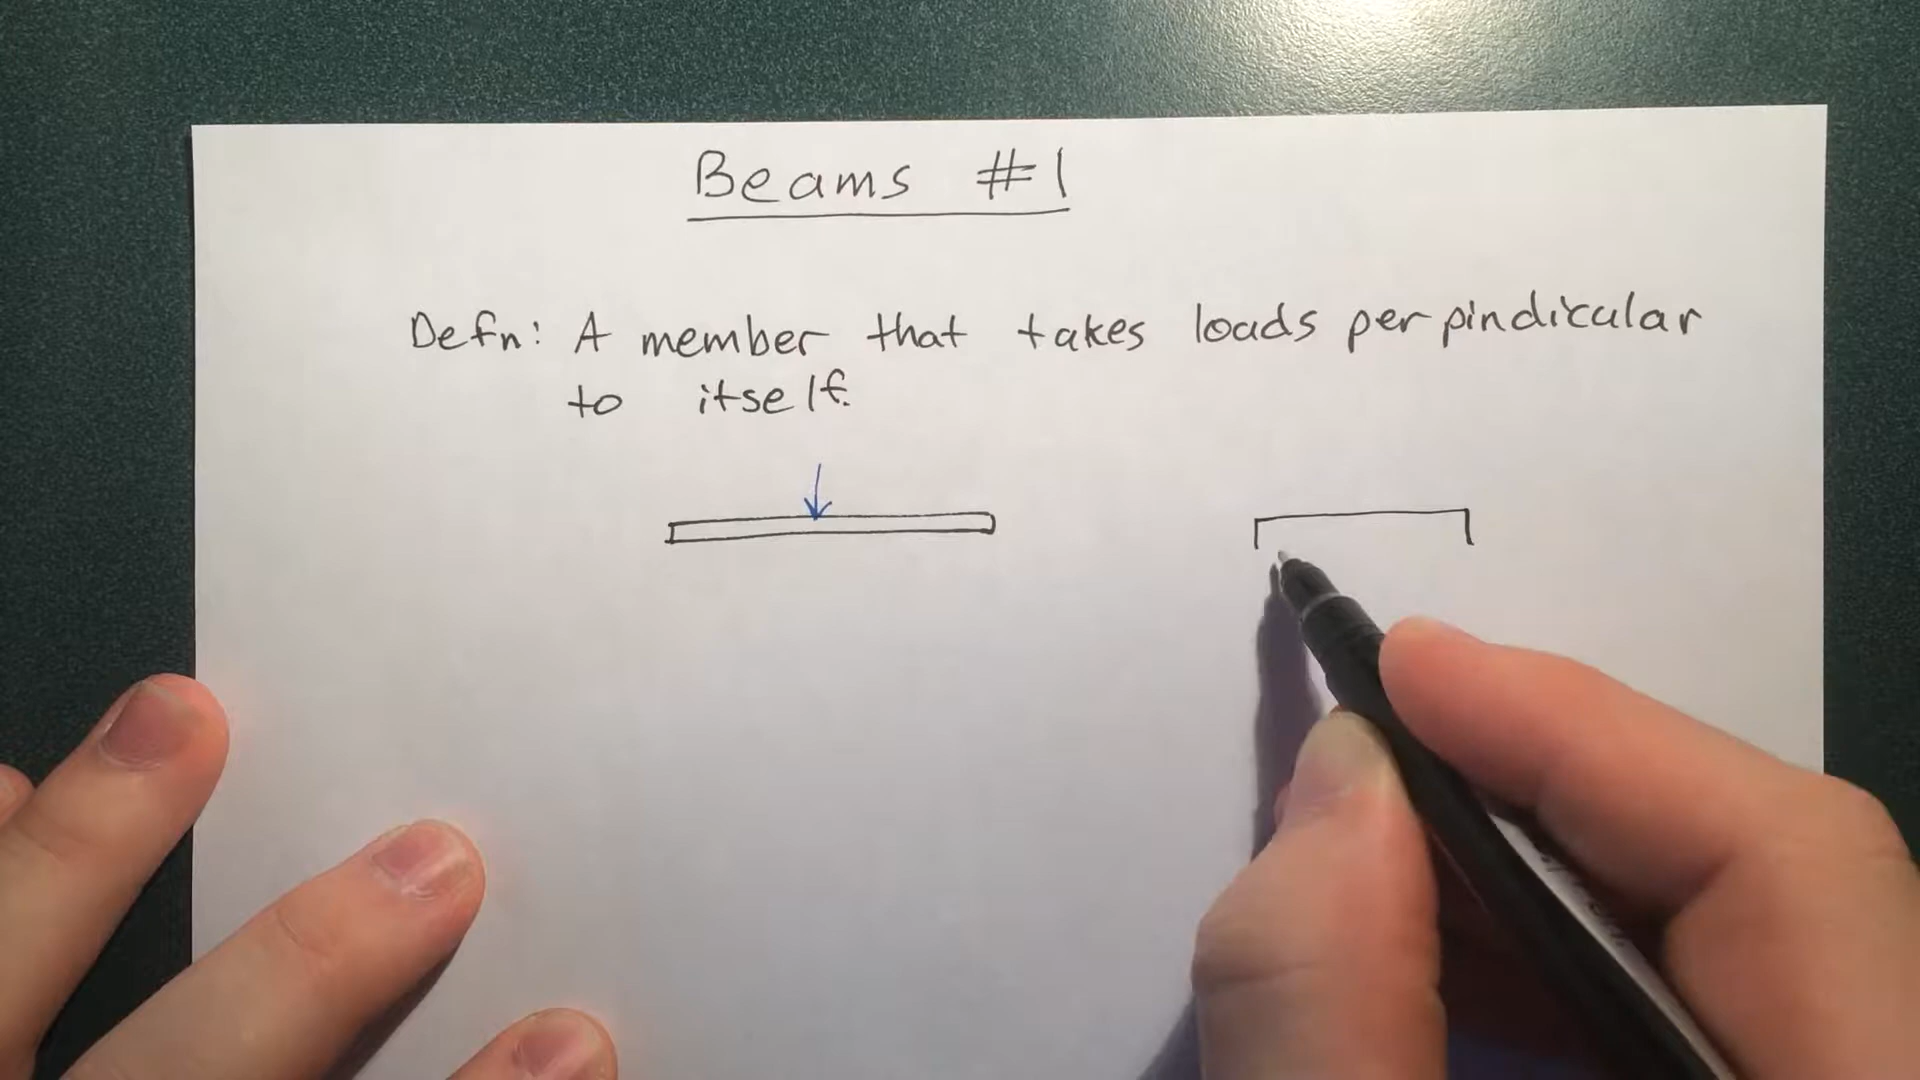 Beams #1
Defn: A member that takes loads perpindicular
to itself.